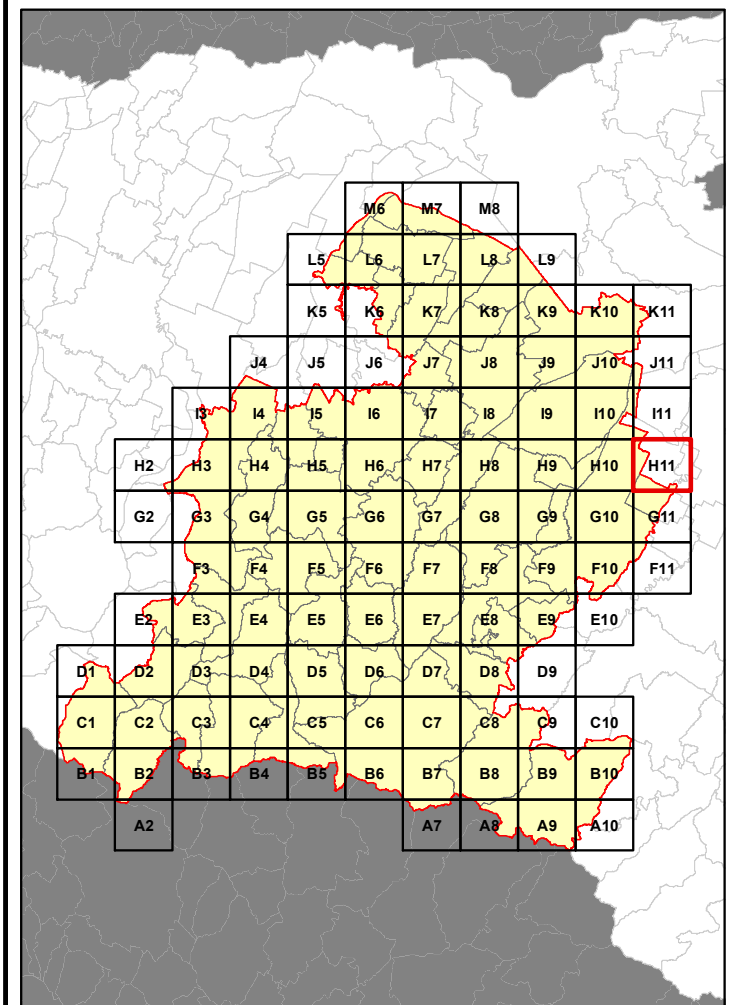 M6 M7 M8
L5 L6 L7 L8 L9
K5 K6 K7 K8 K9 K10 K11
J4 J5 J6 J7 J8 J9 J10 J11
I3 I4 I5 I6 I7 I8 I9 I10 I11
H2 H3 H4 H5 H6 H7 H8 H9 H10 H11
G2 G3 G4 G5 G6 G7 G8 G9 G10 G11
F3 F4 F5 F6 F7 F8 F9 F10 F11
E2 E3 E4 E5 E6 E7 E8 E9 E10
D1 D2 D3 D4 D5 D6 D7 D8 D9
C1 C2 C3 C4 C5 C6 C7 C8 C9 C10
B1 B2 B3 B4 B5 B6 B7 B8 B9 B10
A2 A7 A8 A9 A10